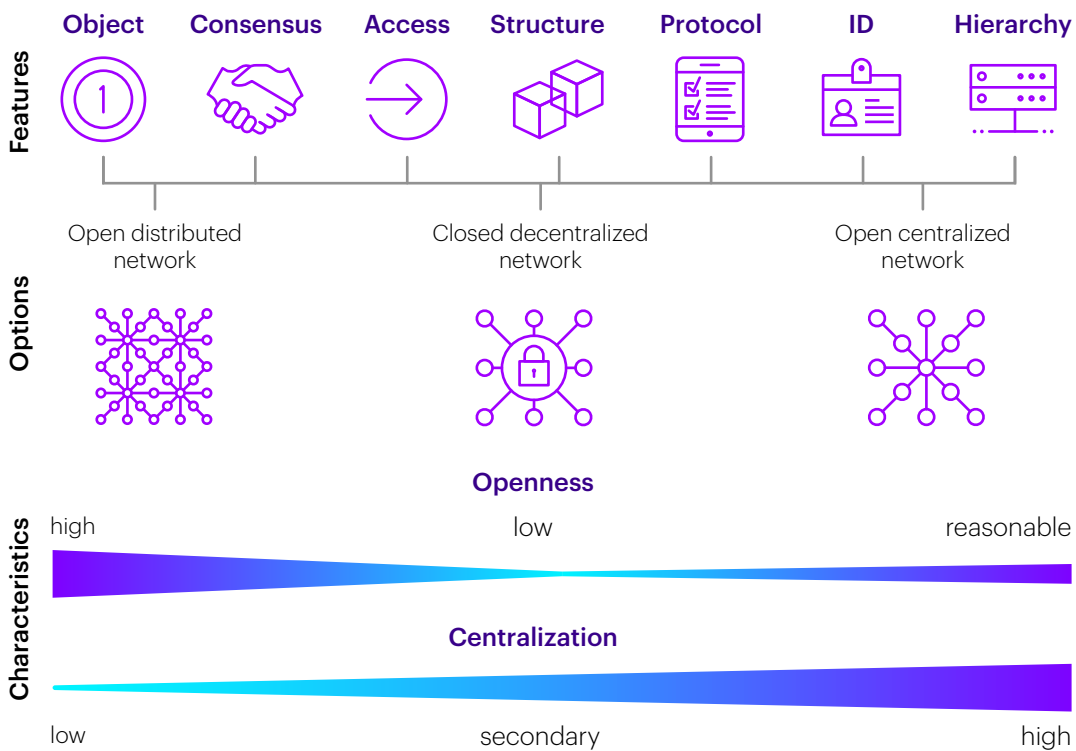 Features
Object
Consensus
Access
Structure
Protocol
ID
Hierarchy
1
Options
Open distributed
network
Closed decentralized
network
Open centralized
network
Characteristics
Openness
high
low
reasonable
Centralization
low
secondary
high